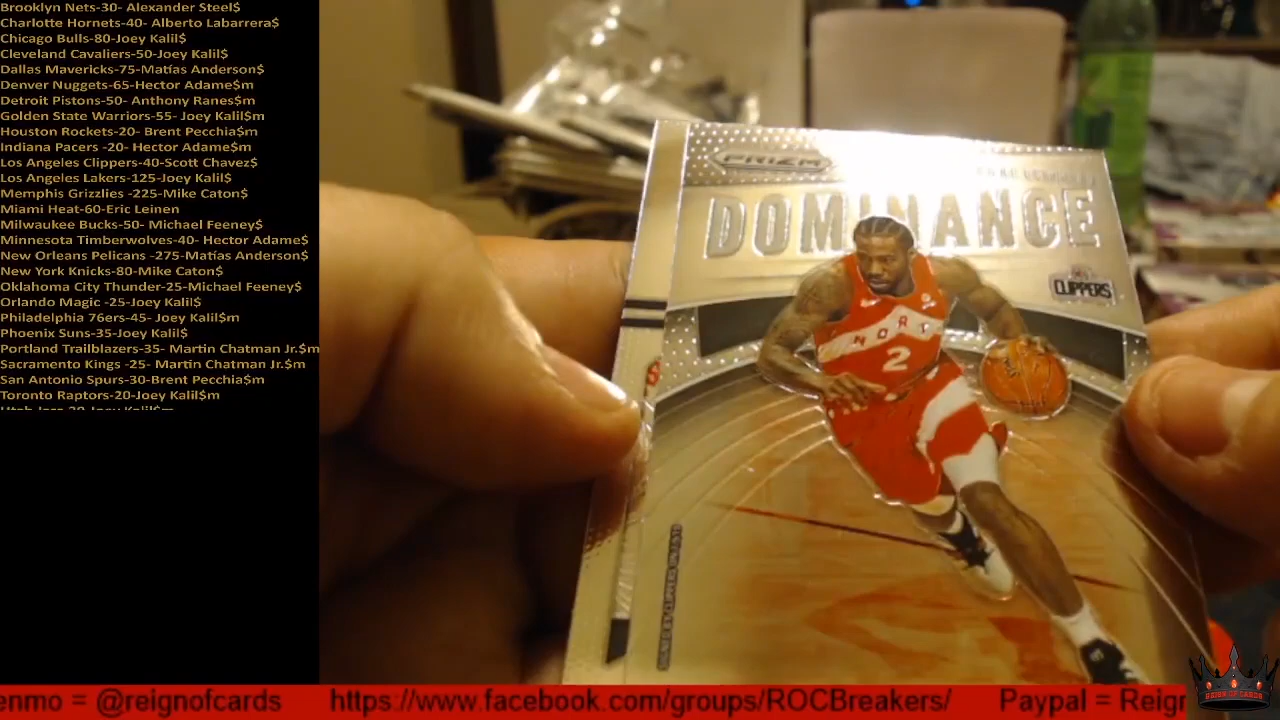 Brooklyn Nets-30- Alexander Steel$
Charlotte Hornets-40- Alberto Labarrera$
Chicago Bulls-80-Joey Kalil$
Cleveland Cavaliers-50-Joey Kalil$
Dallas Mavericks-75-Matías Anderson$
Denver Nuggets-65-Hector Adame$m
Detroit Pistons-50- Anthony Ranes$m
Golden State Warriors-55- Joey Kalil$m
Houston Rockets-20- Brent Pecchia$m
Indiana Pacers -20- Hector Adame$m
Los Angeles Clippers-40-Scott Chavez$
Los Angeles Lakers-125-Joey Kalil$
Memphis Grizzlies -225-Mike Caton$
Miami Heat-60-Eric Leinen
Milwaukee Bucks-50- Michael Feeney$
Minnesota Timberwolves-40- Hector Adame$
New Orleans Pelicans -275-Matías Anderson$
New York Knicks-80-Mike Caton$
Oklahoma City Thunder-25-Michael Feeney$
Orlando Magic -25-Joey Kalil$
Philadelphia 76ers-45- Joey Kalil$m
Phoenix Suns-35-Joey Kalil$
Portland Trailblazers-35- Martin Chatman Jr.$m
Sacramento Kings -25- Martin Chatman Jr.$m
San Antonio Spurs-30-Brent Pecchia$m
Toronto Raptors-20-Joey Kalil$m
PRIZM
DOMINANCE
CLIPPERS
NORT
2
enmo = @reignofcards https://www.facebook.com/groups/ROCBreakers/ Paypal = Reign
REIGN OF CARDS